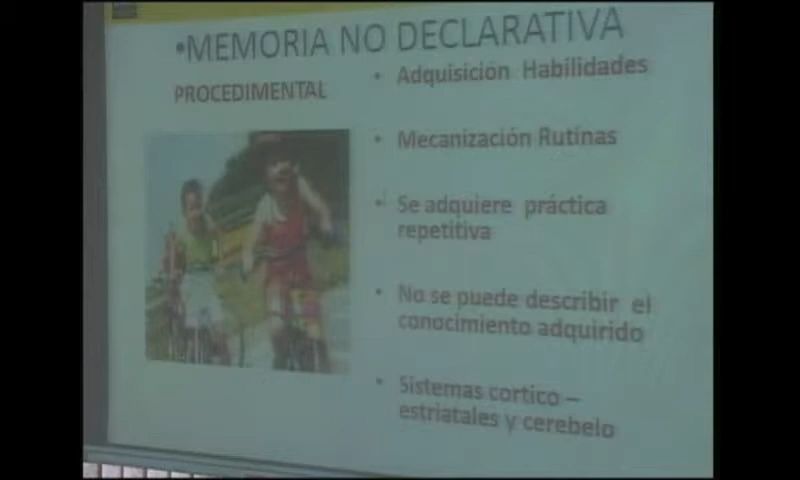 •MEMORIA NO DECLARATIVA
PROCEDIMENTAL
• Adquisición Habilidades
• Mecanización Rutinas
• Se adquiere práctica
repetitiva
• No se puede describir el
conocimiento adquirido
• Sistemas cortico –
estriatales y cerebelo